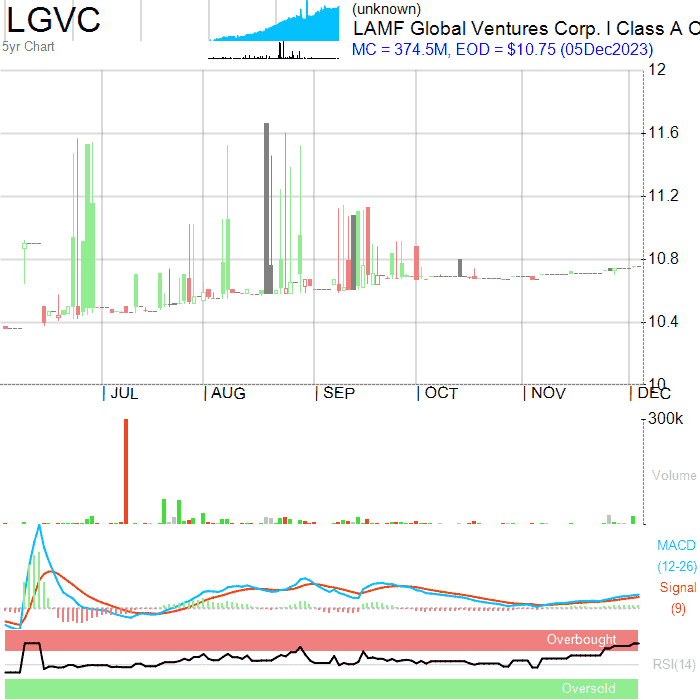 LGVC
5yr Chart
(unknown)
LAMF Global Ventures Corp. I Class A O
MC = 374.5M, EOD = $10.75 (05Dec2023)
12
11.6
11.2
10.8
10.4
10
JUL
AUG
SEP
OCT
NOV
DEC
300k
Volume
MACD
(12-26)
Signal
(9)
Overbought
RSI(14)
Oversold